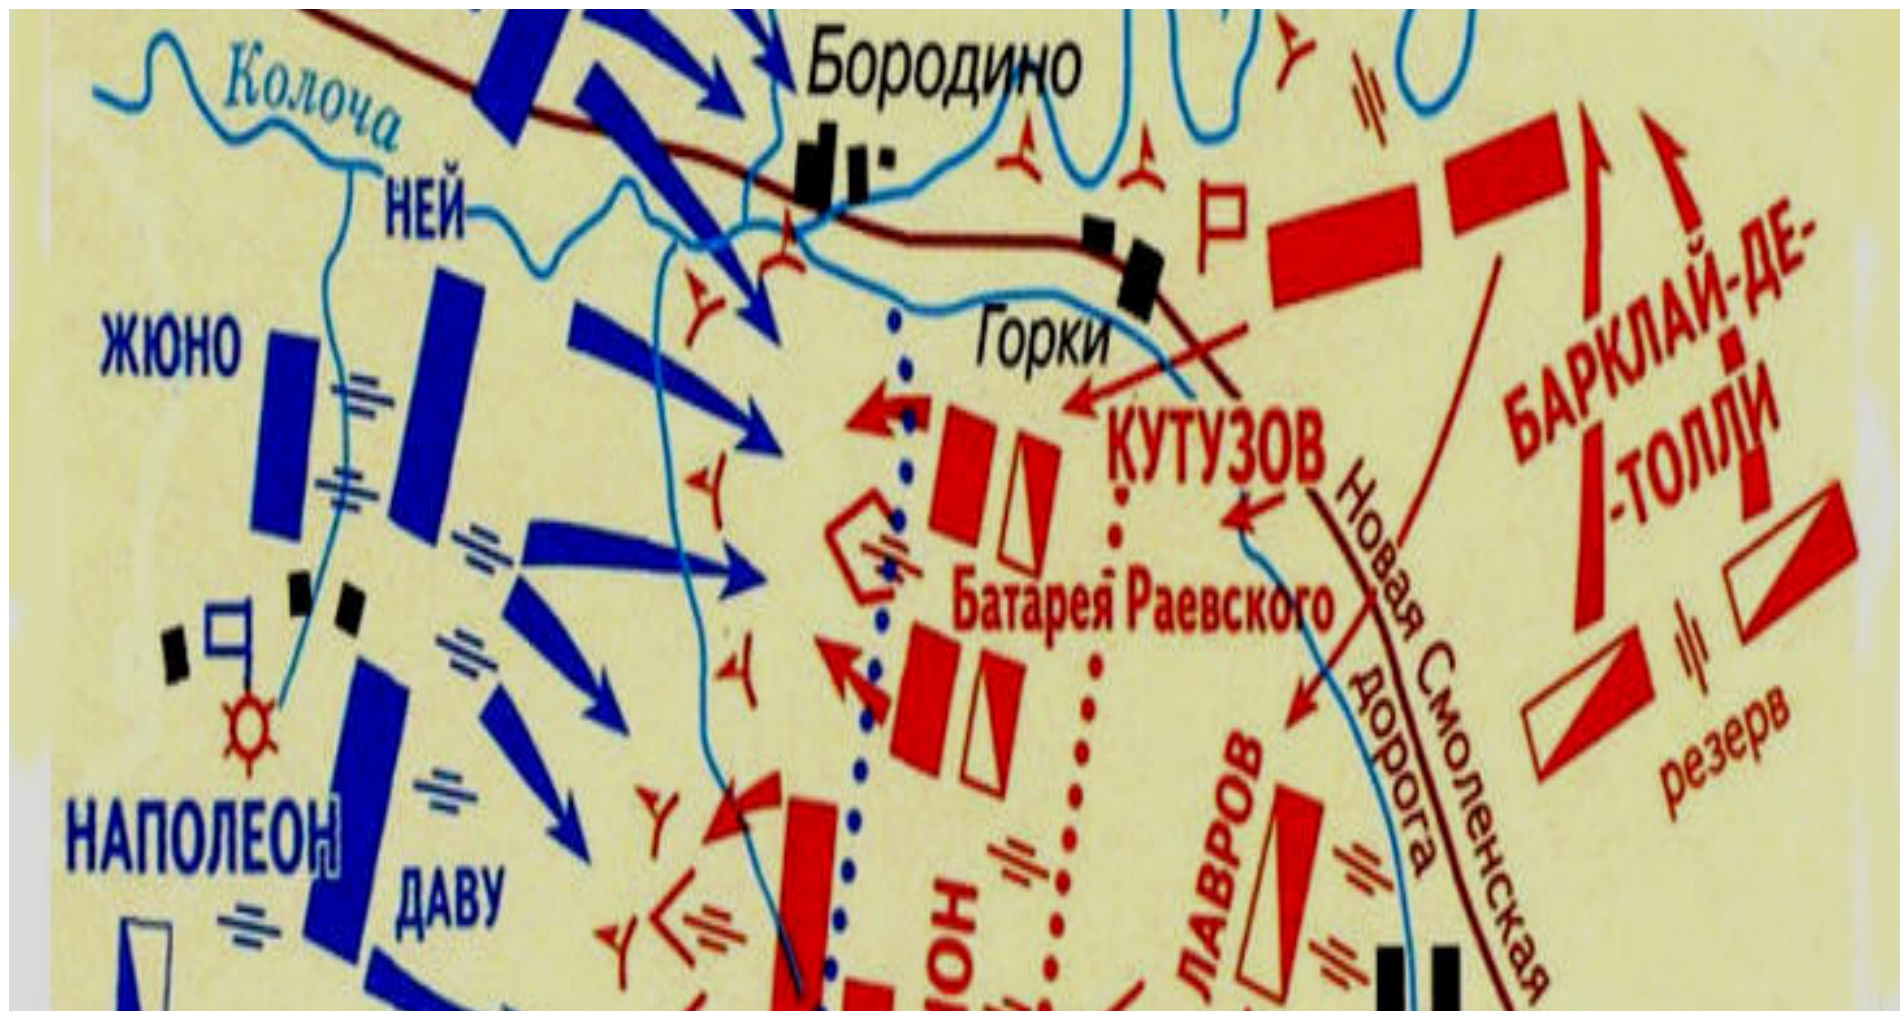 Бородино
Колоча
НЕЙ
ЖЮНО
Горки
БАРКЛАЙ-ДЕ-
-ТОЛЛИ
КУТУЗОВ
Новая Смоленская
дорога
Батарея Раевского
резерв
НАПОЛЕОН
ДАВУ
ЛАВРОВ